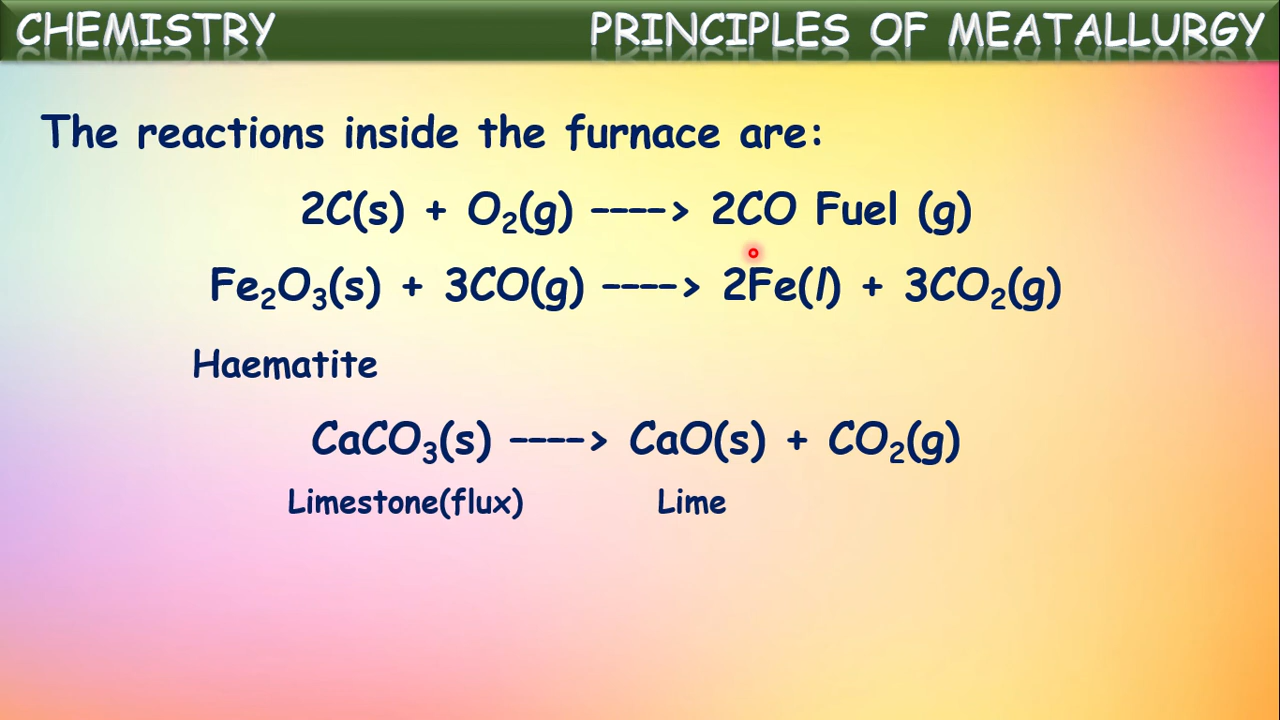 CHEMISTRY PRINCIPLES OF MEATALLURGY
The reactions inside the furnace are:
2C(s) + O₂(g) ----> 2CO Fuel (g)
Fe₂O₃(s) + 3CO(g) ----> 2Fe(l) + 3CO₂(g)
Haematite
CaCO₃(s) ----> CaO(s) + CO₂(g)
Limestone(flux) Lime